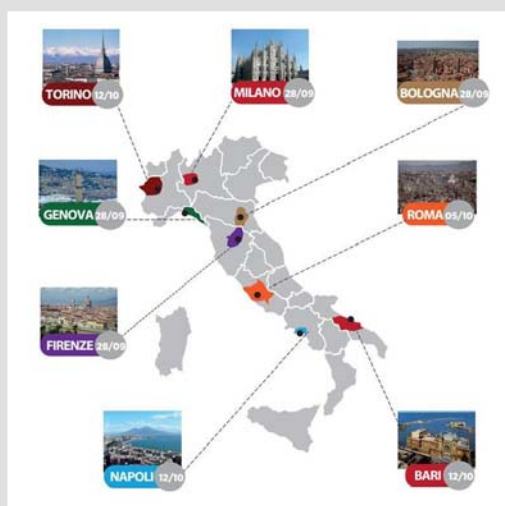 TORINO 12/10
MILANO 28/09
BOLOGNA 28/09
GENOVA 28/09
ROMA 05/10
FIRENZE 28/09
NAPOLI 12/10
BARI 12/10